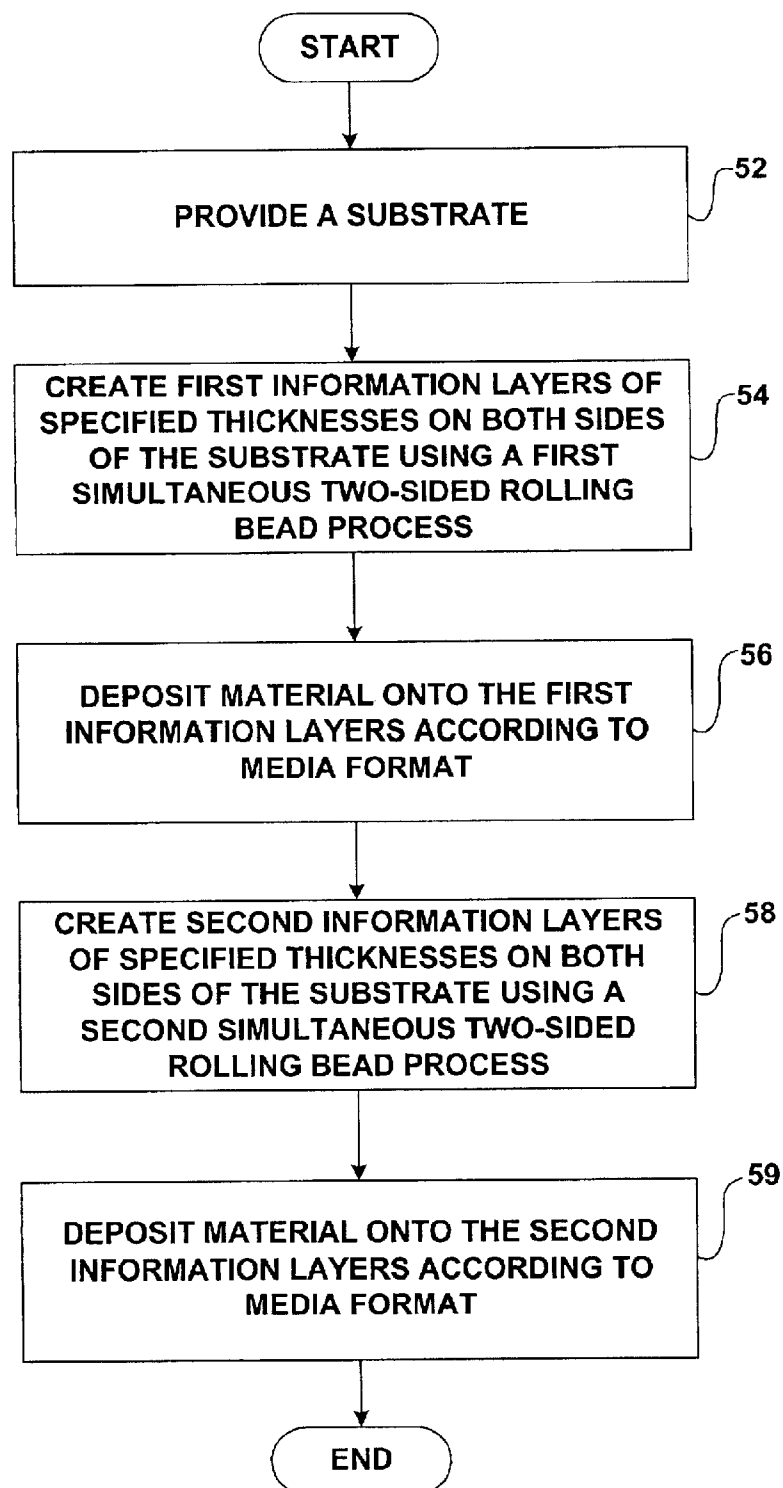 START
PROVIDE A SUBSTRATE
52
CREATE FIRST INFORMATION LAYERS OF
SPECIFIED THICKNESSES ON BOTH SIDES
OF THE SUBSTRATE USING A FIRST
SIMULTANEOUS TWO-SIDED ROLLING
BEAD PROCESS
54
DEPOSIT MATERIAL ONTO THE FIRST
INFORMATION LAYERS ACCORDING TO
MEDIA FORMAT
56
CREATE SECOND INFORMATION LAYERS
OF SPECIFIED THICKNESSES ON BOTH
SIDES OF THE SUBSTRATE USING A
SECOND SIMULTANEOUS TWO-SIDED
ROLLING BEAD PROCESS
58
DEPOSIT MATERIAL ONTO THE SECOND
INFORMATION LAYERS ACCORDING TO
MEDIA FORMAT
59
END